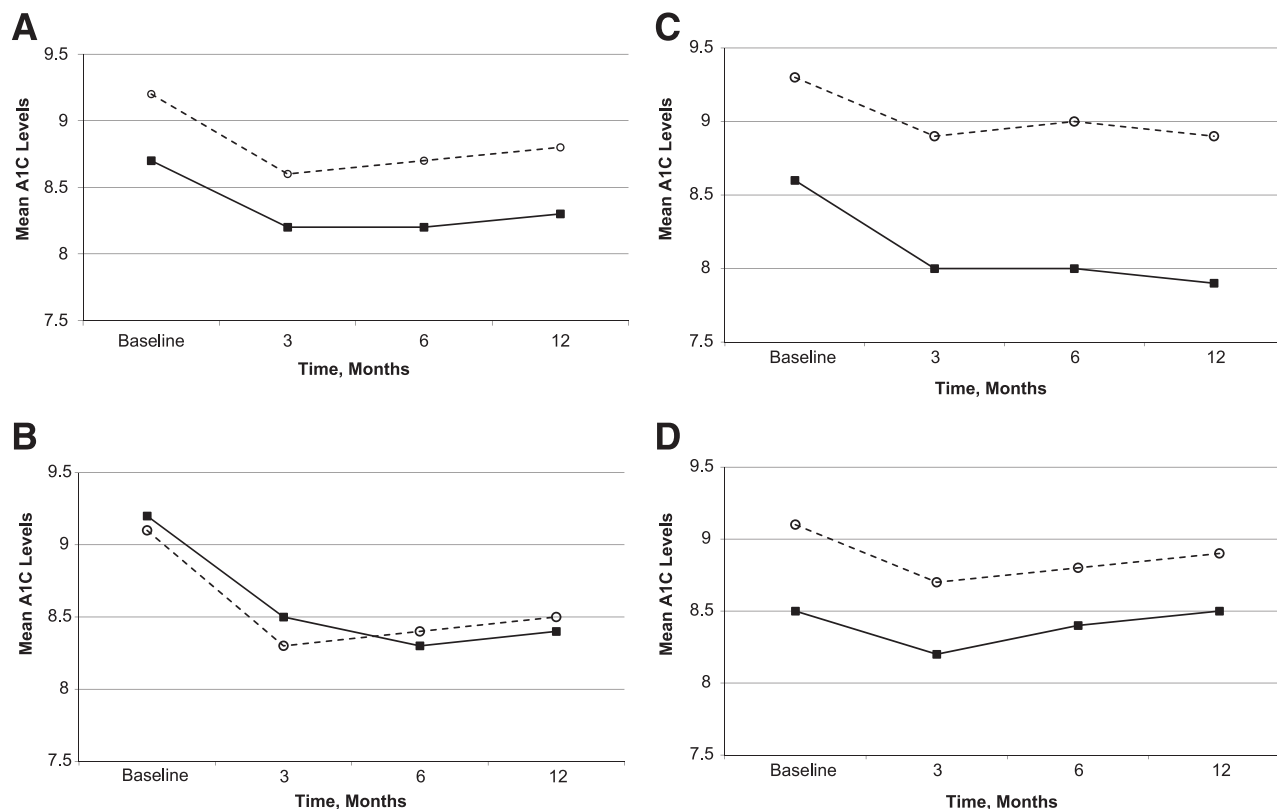 A
9.5
9
8.5
8
7.5
Mean A1C Levels
Baseline 3 6 12
Time, Months
B
9.5
9
8.5
8
7.5
Mean A1C Levels
Baseline 3 6 12
Time, Months
C
9.5
9
8.5
8
7.5
Mean A1C Levels
Baseline 3 6 12
Time, Months
D
9.5
9
8.5
8
7.5
Mean A1C Levels
Baseline 3 6 12
Time, Months